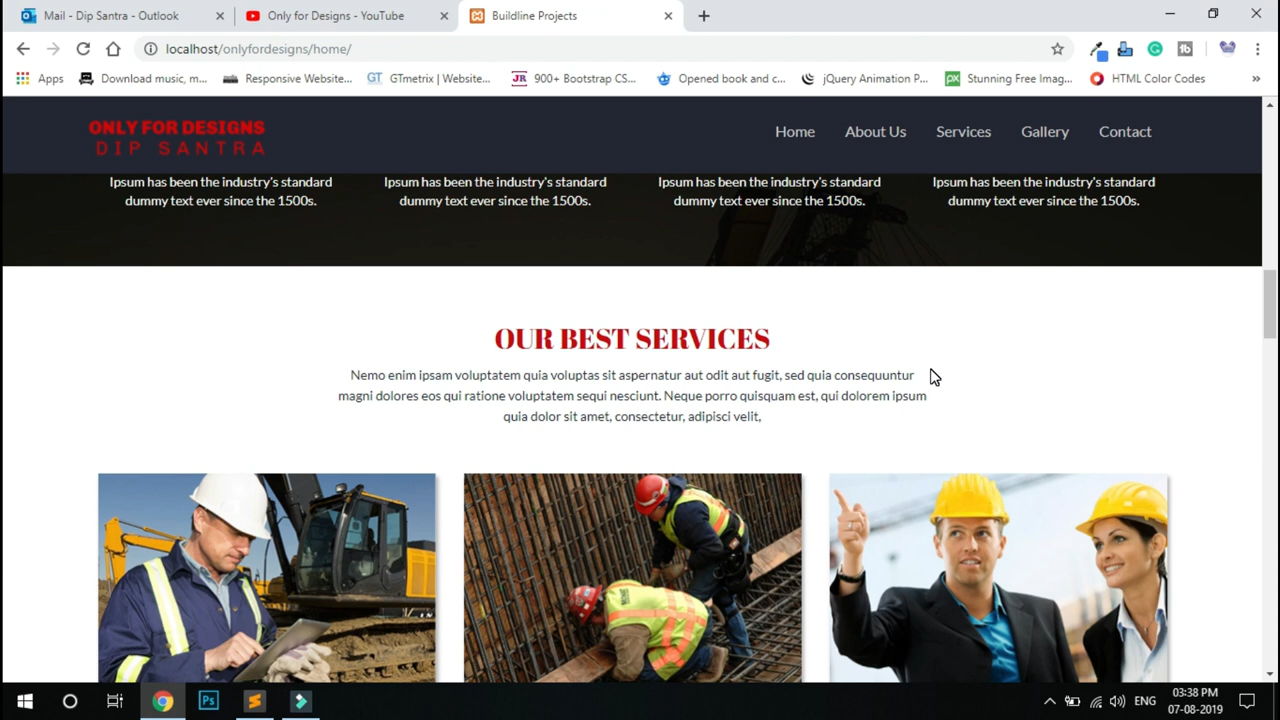 Mail - Dip Santra - Outlook
Only for Designs - YouTube
Buildline Projects
localhost/onlyfordesigns/home/
Apps
Download music, m...
Responsive Website...
GT GTmetrix | Website...
JR 900+ Bootstrap CS...
Opened book and c...
jQuery Animation P...
px Stunning Free Imag...
HTML Color Codes
»
ONLY FOR DESIGNS
DIP SANTRA
Home About Us Services Gallery Contact
Ipsum has been the industry's standard
dummy text ever since the 1500s.
Ipsum has been the industry's standard
dummy text ever since the 1500s.
Ipsum has been the industry's standard
dummy text ever since the 1500s.
Ipsum has been the industry's standard
dummy text ever since the 1500s.
OUR BEST SERVICES
Nemo enim ipsam voluptatem quia voluptas sit aspernatur aut odit aut fugit, sed quia consequuntur
magni dolores eos qui ratione voluptatem sequi nesciunt. Neque porro quisquam est, qui dolorem ipsum
quia dolor sit amet, consectetur, adipisci velit,
Ps
ENG
03:38 PM
07-08-2019